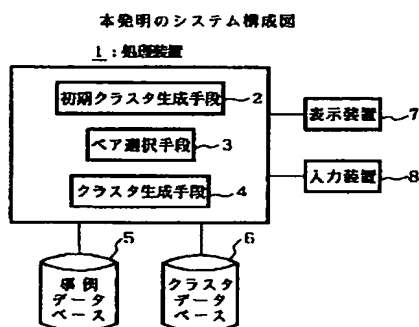 本発明のシステム構成図
1:処理装置
初期クラスタ生成手段 2
ペア選択手段 3
クラスタ生成手段 4
表示装置 7
入力装置 8
5
事例
データ
ベース
6
クラスタ
データ
ベース